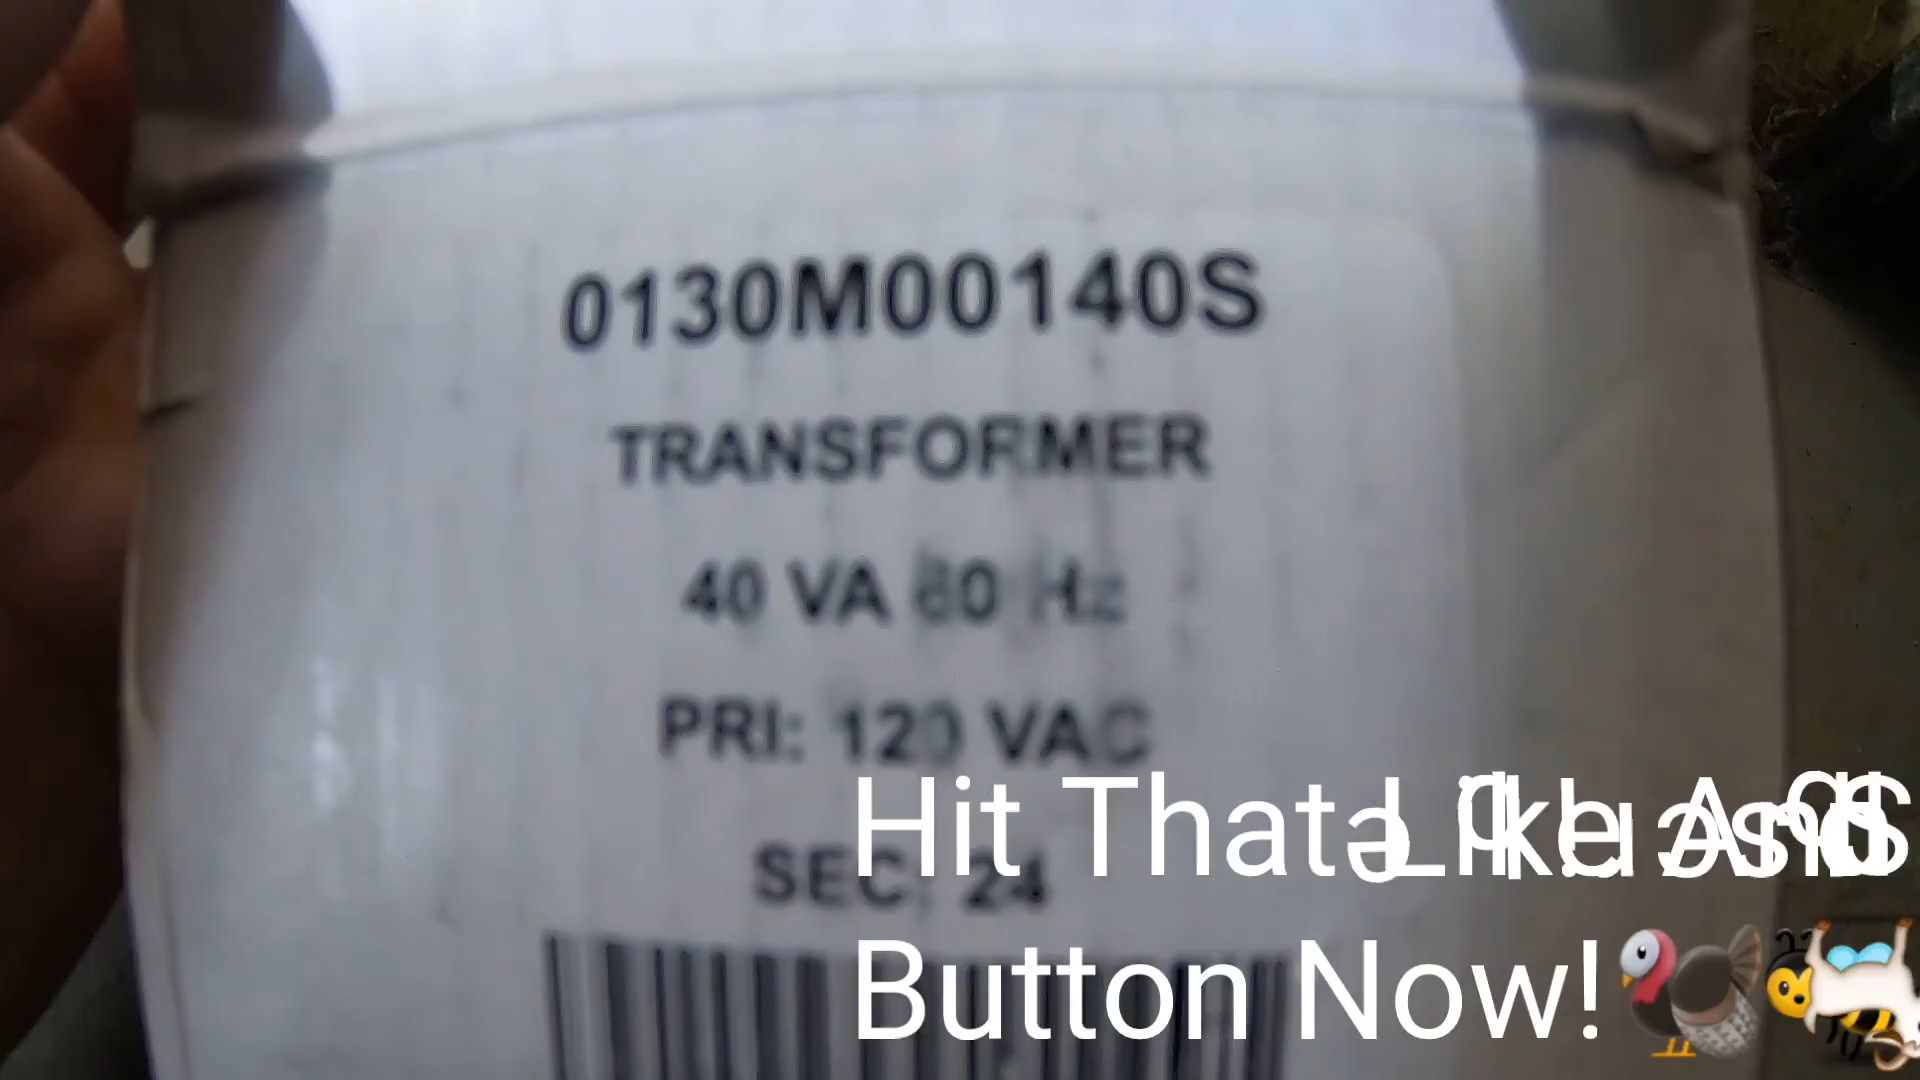 0130M00140S
TRANSFORMER
40 VA 60 Hz
PRI: 120 VAC
SEC: 24
Hit That Like And
Button Now!